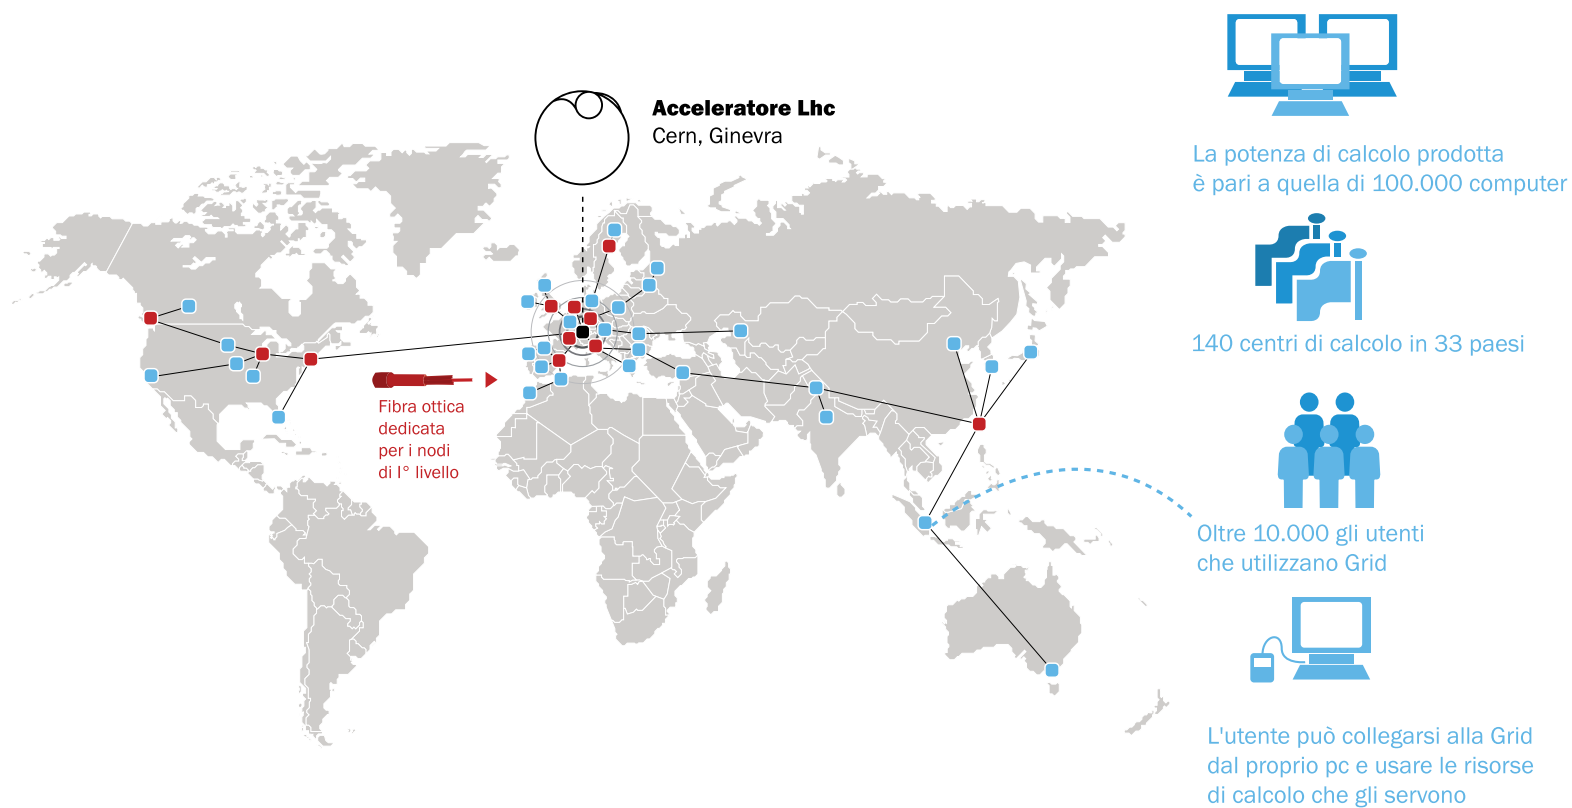 Acceleratore Lhc
Cern, Ginevra
Fibra ottica
dedicata
per i nodi
di I° livello
La potenza di calcolo prodotta
è pari a quella di 100.000 computer
140 centri di calcolo in 33 paesi
Oltre 10.000 gli utenti
che utilizzano Grid
L'utente può collegarsi alla Grid
dal proprio pc e usare le risorse
di calcolo che gli servono